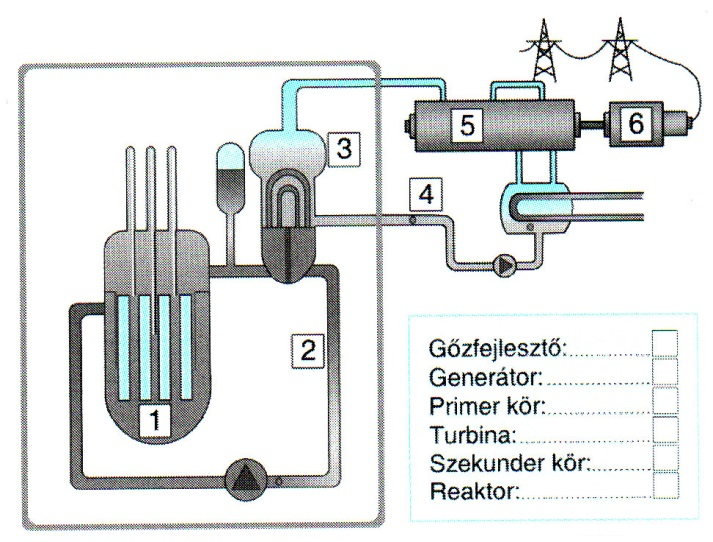 3
5
6
4
2
1
Gőzfejlesztő:
Generátor:
Primer kör:
Turbina:
Szekunder kör:
Reaktor: